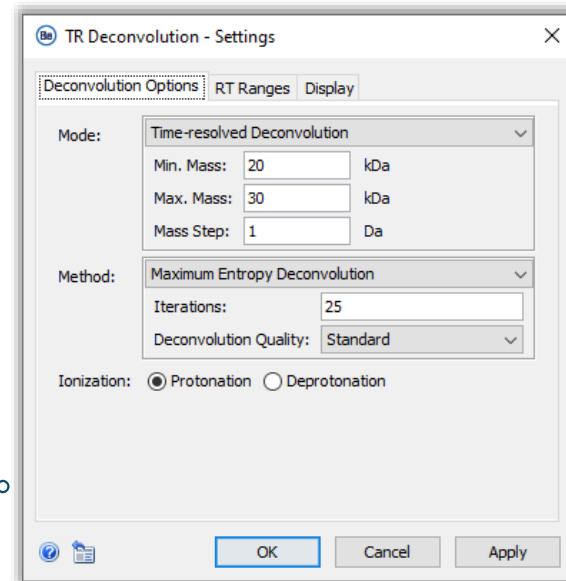 Be TR Deconvolution - Settings
Deconvolution Options RT Ranges Display
Mode: Time-resolved Deconvolution
Min. Mass: 20 kDa
Max. Mass: 30 kDa
Mass Step: 1 Da
Method: Maximum Entropy Deconvolution
Iterations: 25
Deconvolution Quality: Standard
Ionization: Protonation Deprotonation
? OK Cancel Apply